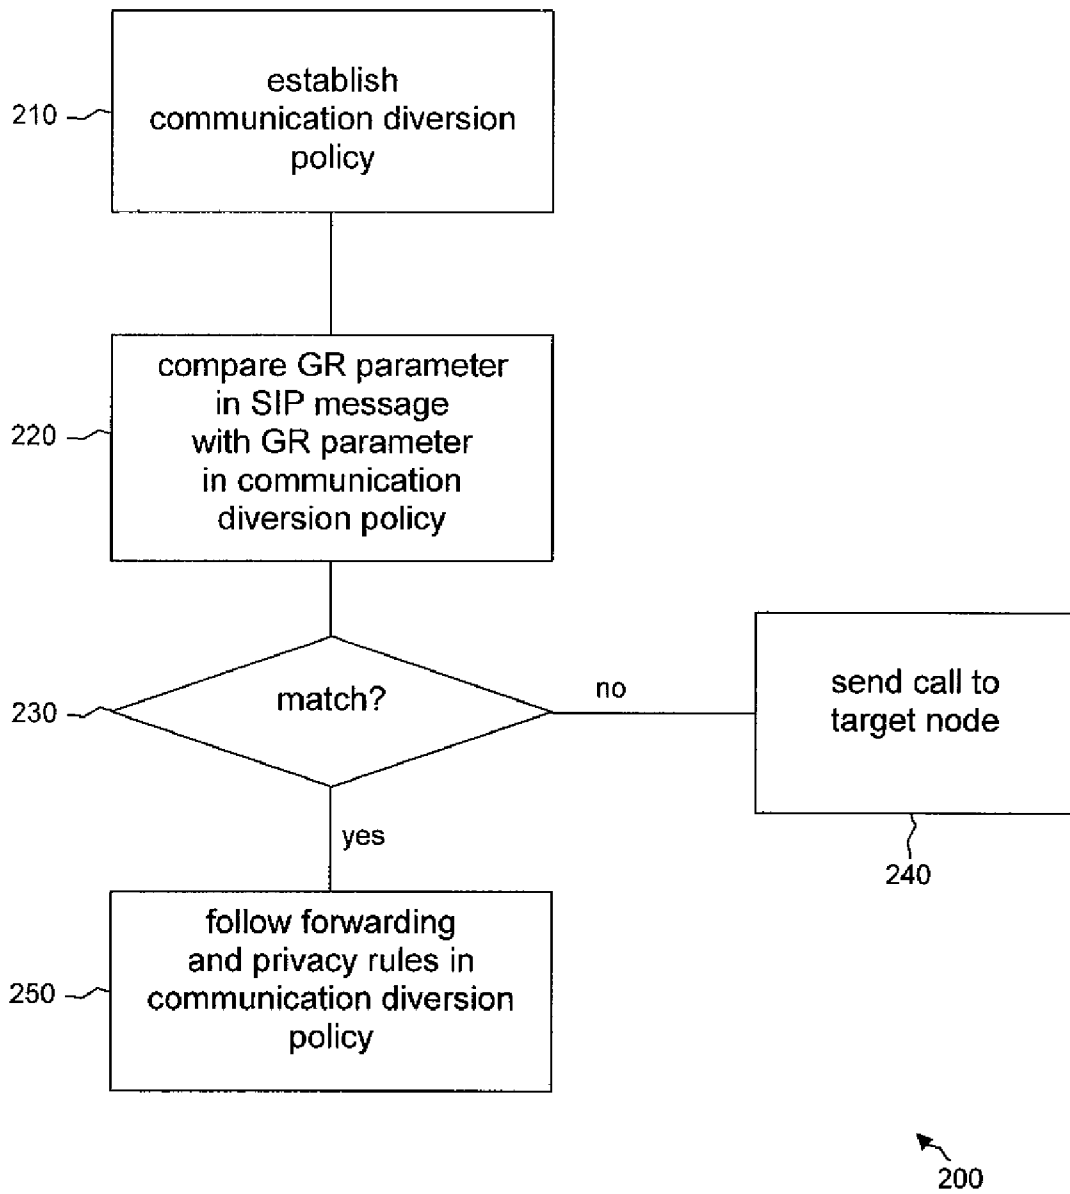 establish
communication diversion
policy
210
compare GR parameter
in SIP message
with GR parameter
in communication
diversion policy
220
match?
230
no
send call to
target node
240
yes
follow forwarding
and privacy rules in
communication diversion
policy
250
200